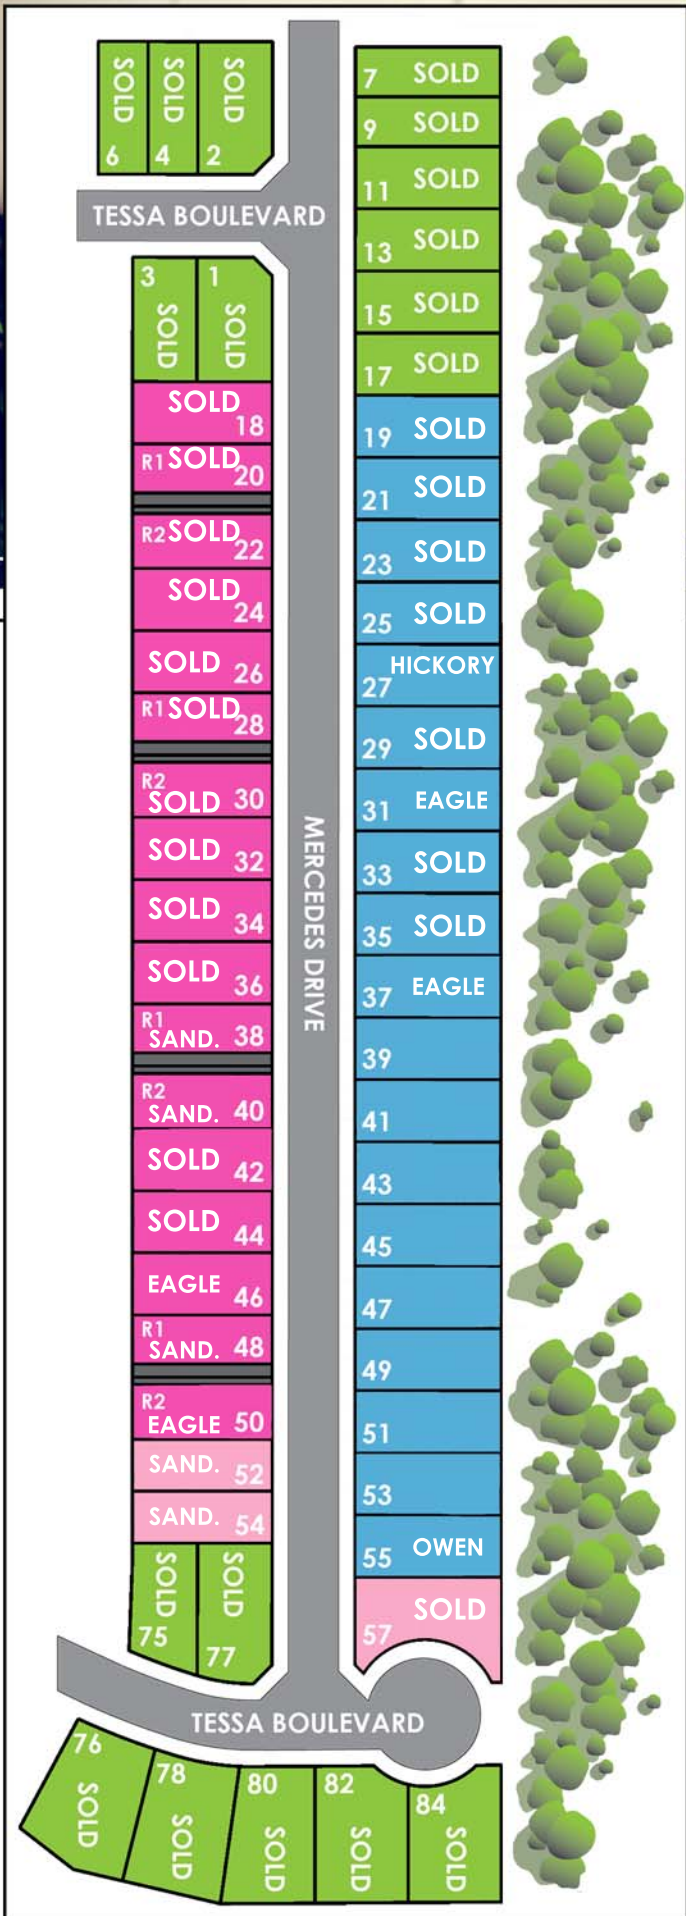 SOLD 6
SOLD 4
SOLD 2
TESSA BOULEVARD
3 SOLD
1 SOLD
SOLD 18
R1 SOLD 20
R2 SOLD 22
SOLD 24
SOLD 26
R1 SOLD 28
R2 SOLD 30
SOLD 32
SOLD 34
SOLD 36
R1 SAND. 38
R2 SAND. 40
SOLD 42
SOLD 44
EAGLE 46
R1 SAND. 48
R2 EAGLE 50
SAND. 52
SAND. 54
SOLD 75
SOLD 77
MERCEDES DRIVE
7 SOLD
9 SOLD
11 SOLD
13 SOLD
15 SOLD
17 SOLD
19 SOLD
21 SOLD
23 SOLD
25 SOLD
27 HICKORY
29 SOLD
31 EAGLE
33 SOLD
35 SOLD
37 EAGLE
39
41
43
45
47
49
51
53
55 OWEN
57 SOLD
TESSA BOULEVARD
76 SOLD
78 SOLD
80 SOLD
82 SOLD
84 SOLD